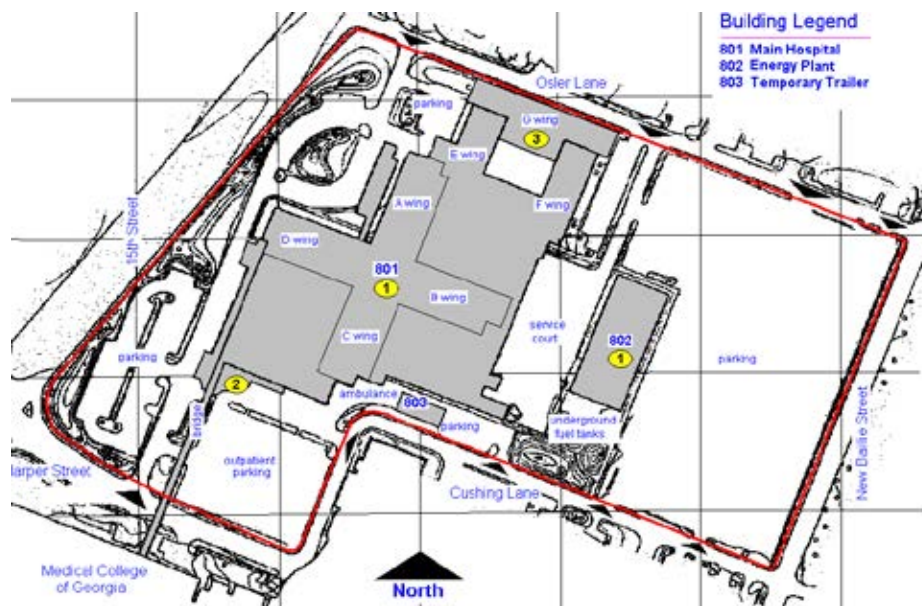 Building Legend
801 Main Hospital
802 Energy Plant
803 Temporary Trailer
Osler Lane
parking
G wing
3
E wing
A wing
F wing
15th Street
D wing
801
1
B wing
service
court
802
1
parking
New Bailie Street
C wing
parking
2
ambulance
803
parking
underground
fuel tanks
bridge
outpatient
parking
Harper Street
Cushing Lane
Medical College
of Georgia
North